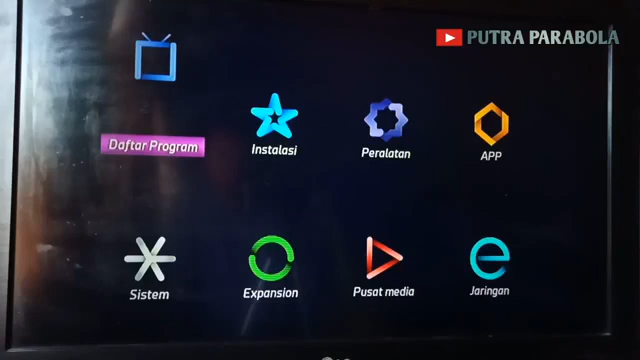 PUTRA PARABOLA
Daftar Program
Instalasi
Peralatan
APP
Sistem
Expansion
Pusat media
Jaringan